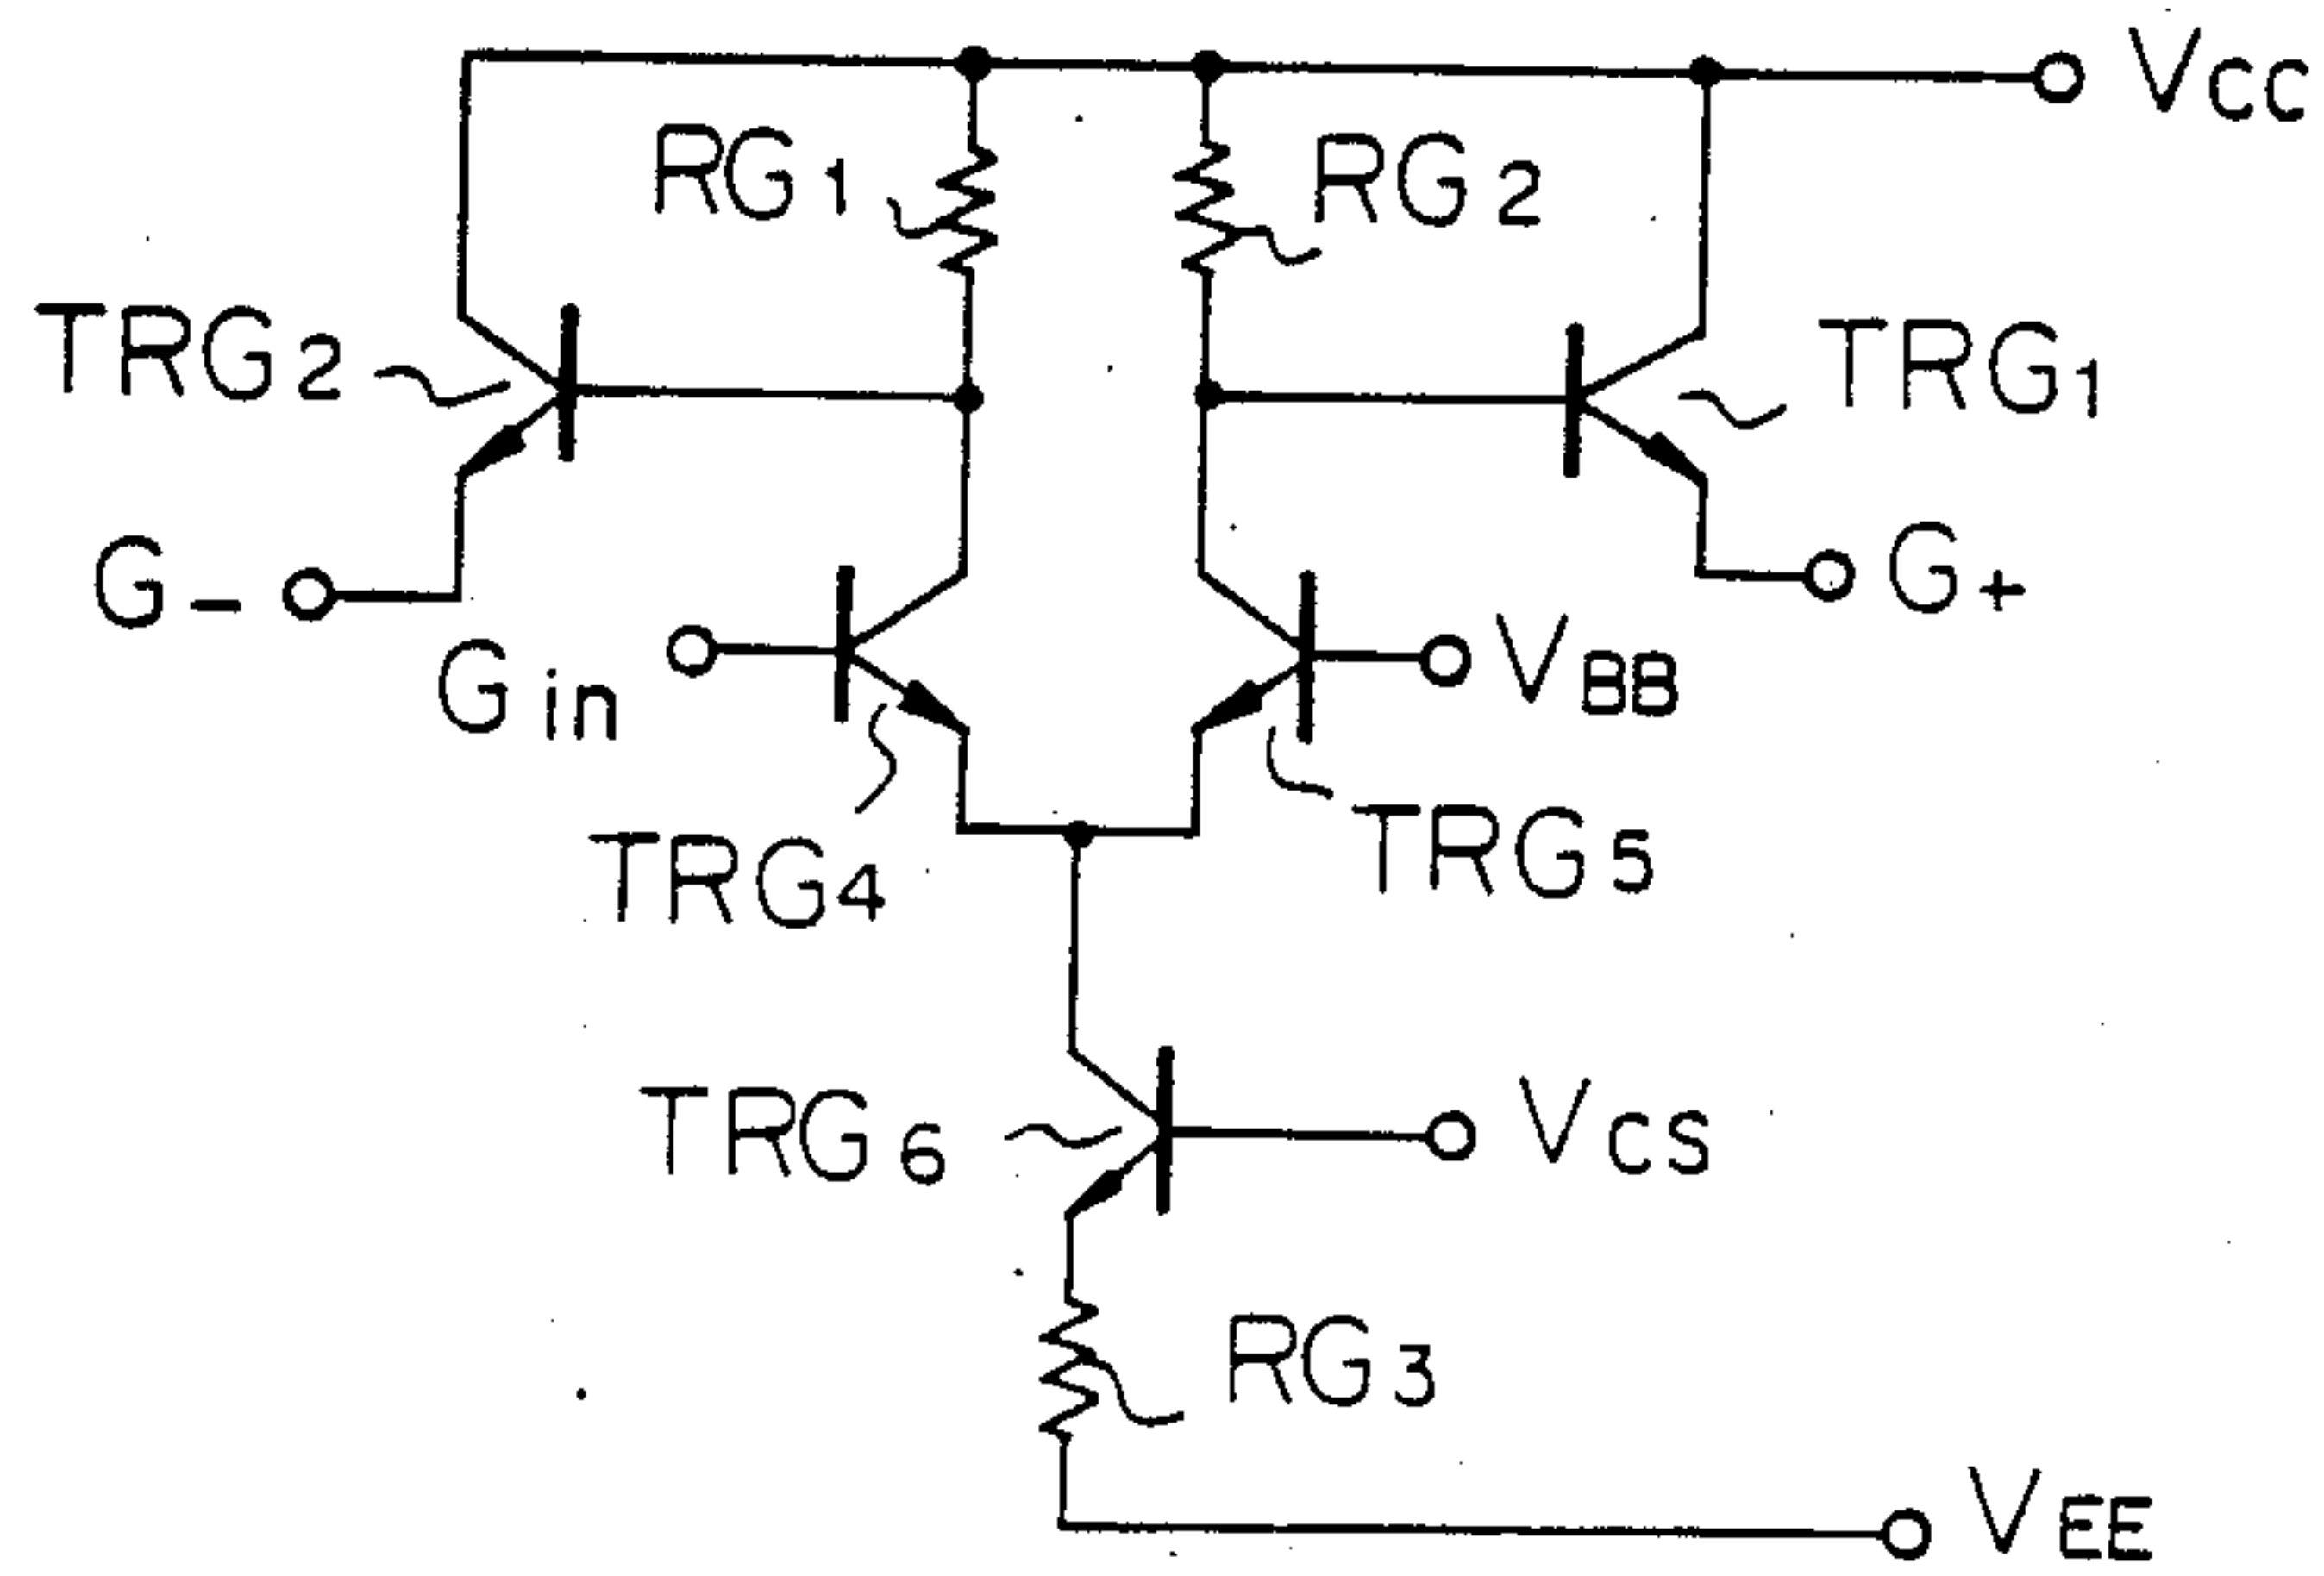 VCC
RG1
RG2
TRG2
TRG1
G-
G+
Gin
VBB
TRG4
TRG5
TRG6
VCS
RG3
VEE